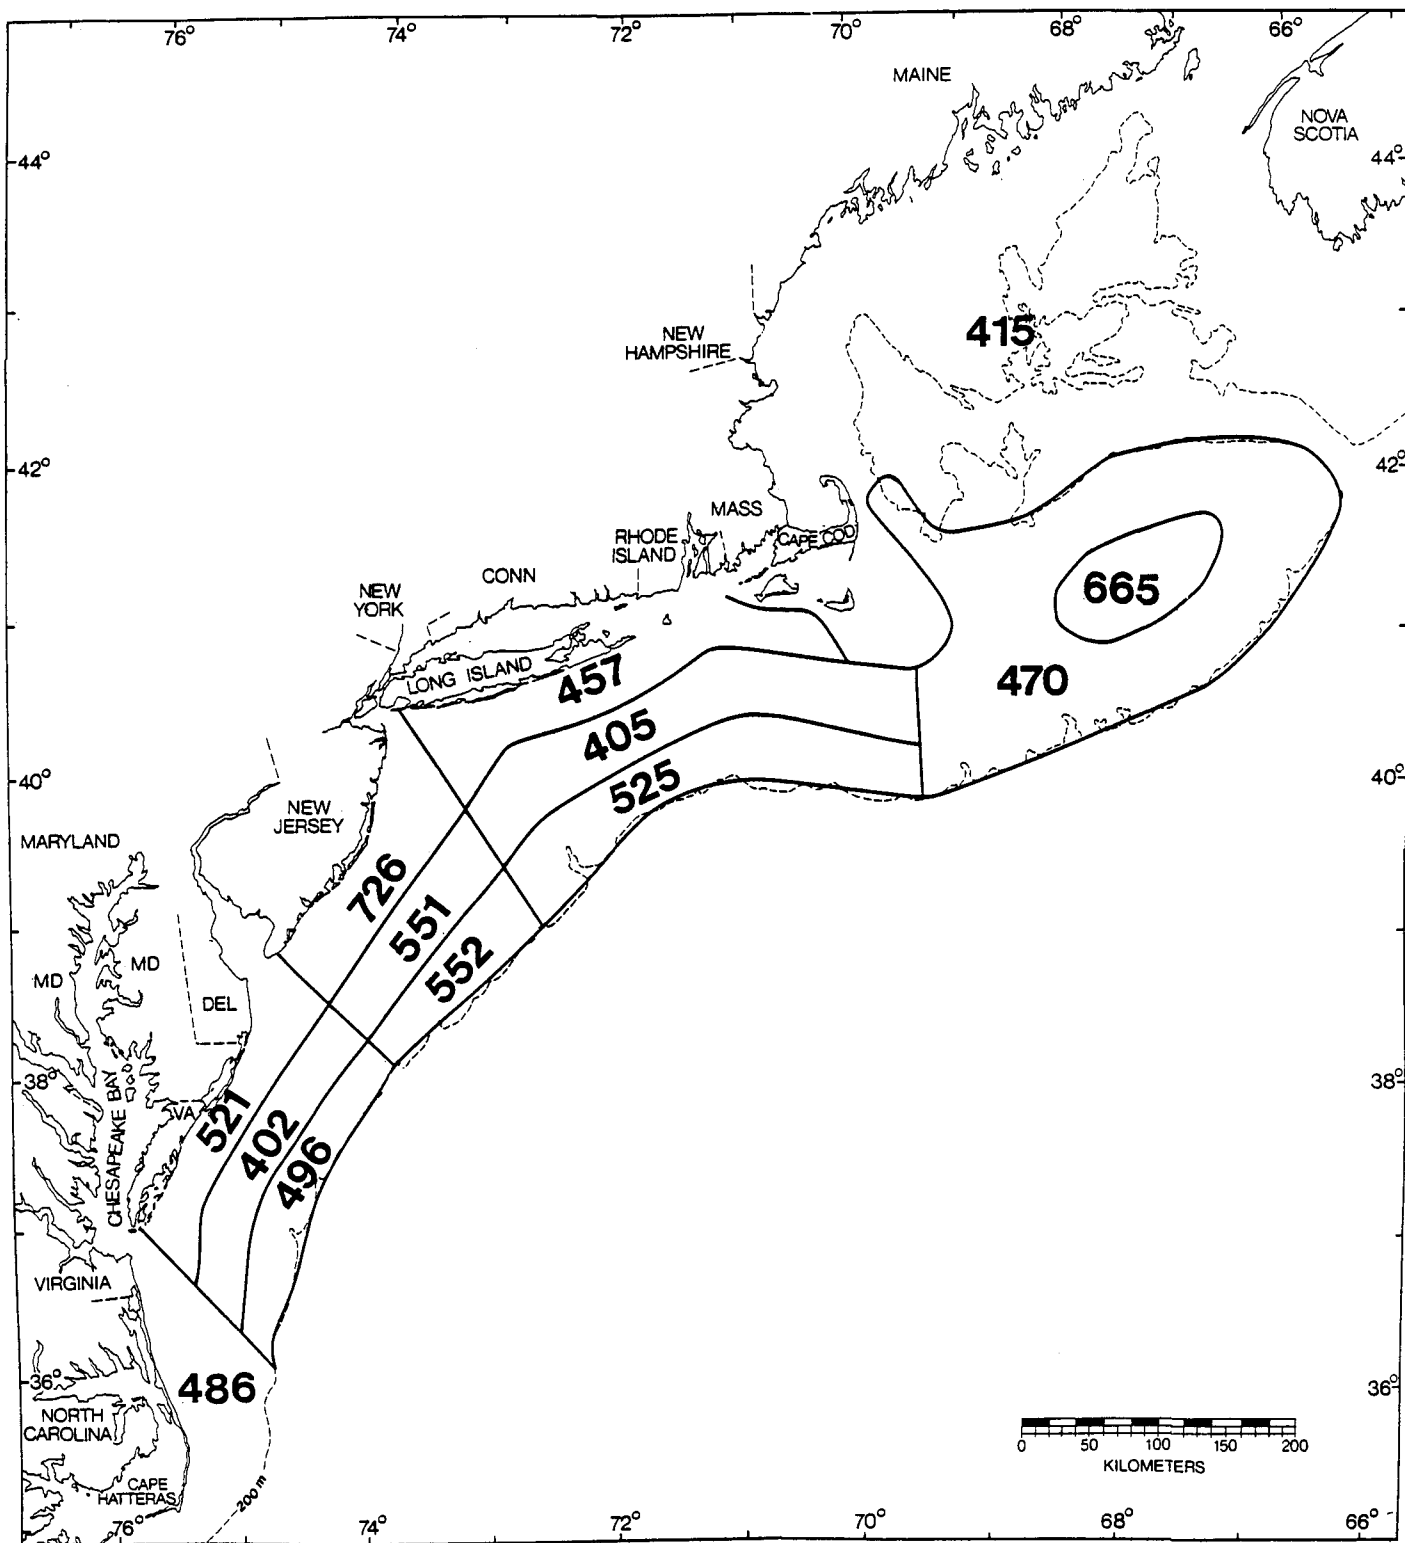 76°
74°
72°
70°
68°
66°
MAINE
NOVA
SCOTIA
44°
44°
415
NEW
HAMPSHIRE
42°
42°
MASS
RHODE
ISLAND
CAPE COD
CONN
665
NEW
YORK
LONG ISLAND
457
470
405
40°
525
40°
NEW
JERSEY
MARYLAND
726
551
552
MD
MD
DEL
38°
38°
CHESAPEAKE BAY
VA
521
402
496
VIRGINIA
36°
486
36°
NORTH
CAROLINA
CAPE
HATTERAS
200 m
0 50 100 150 200
KILOMETERS
76°
74°
72°
70°
68°
66°